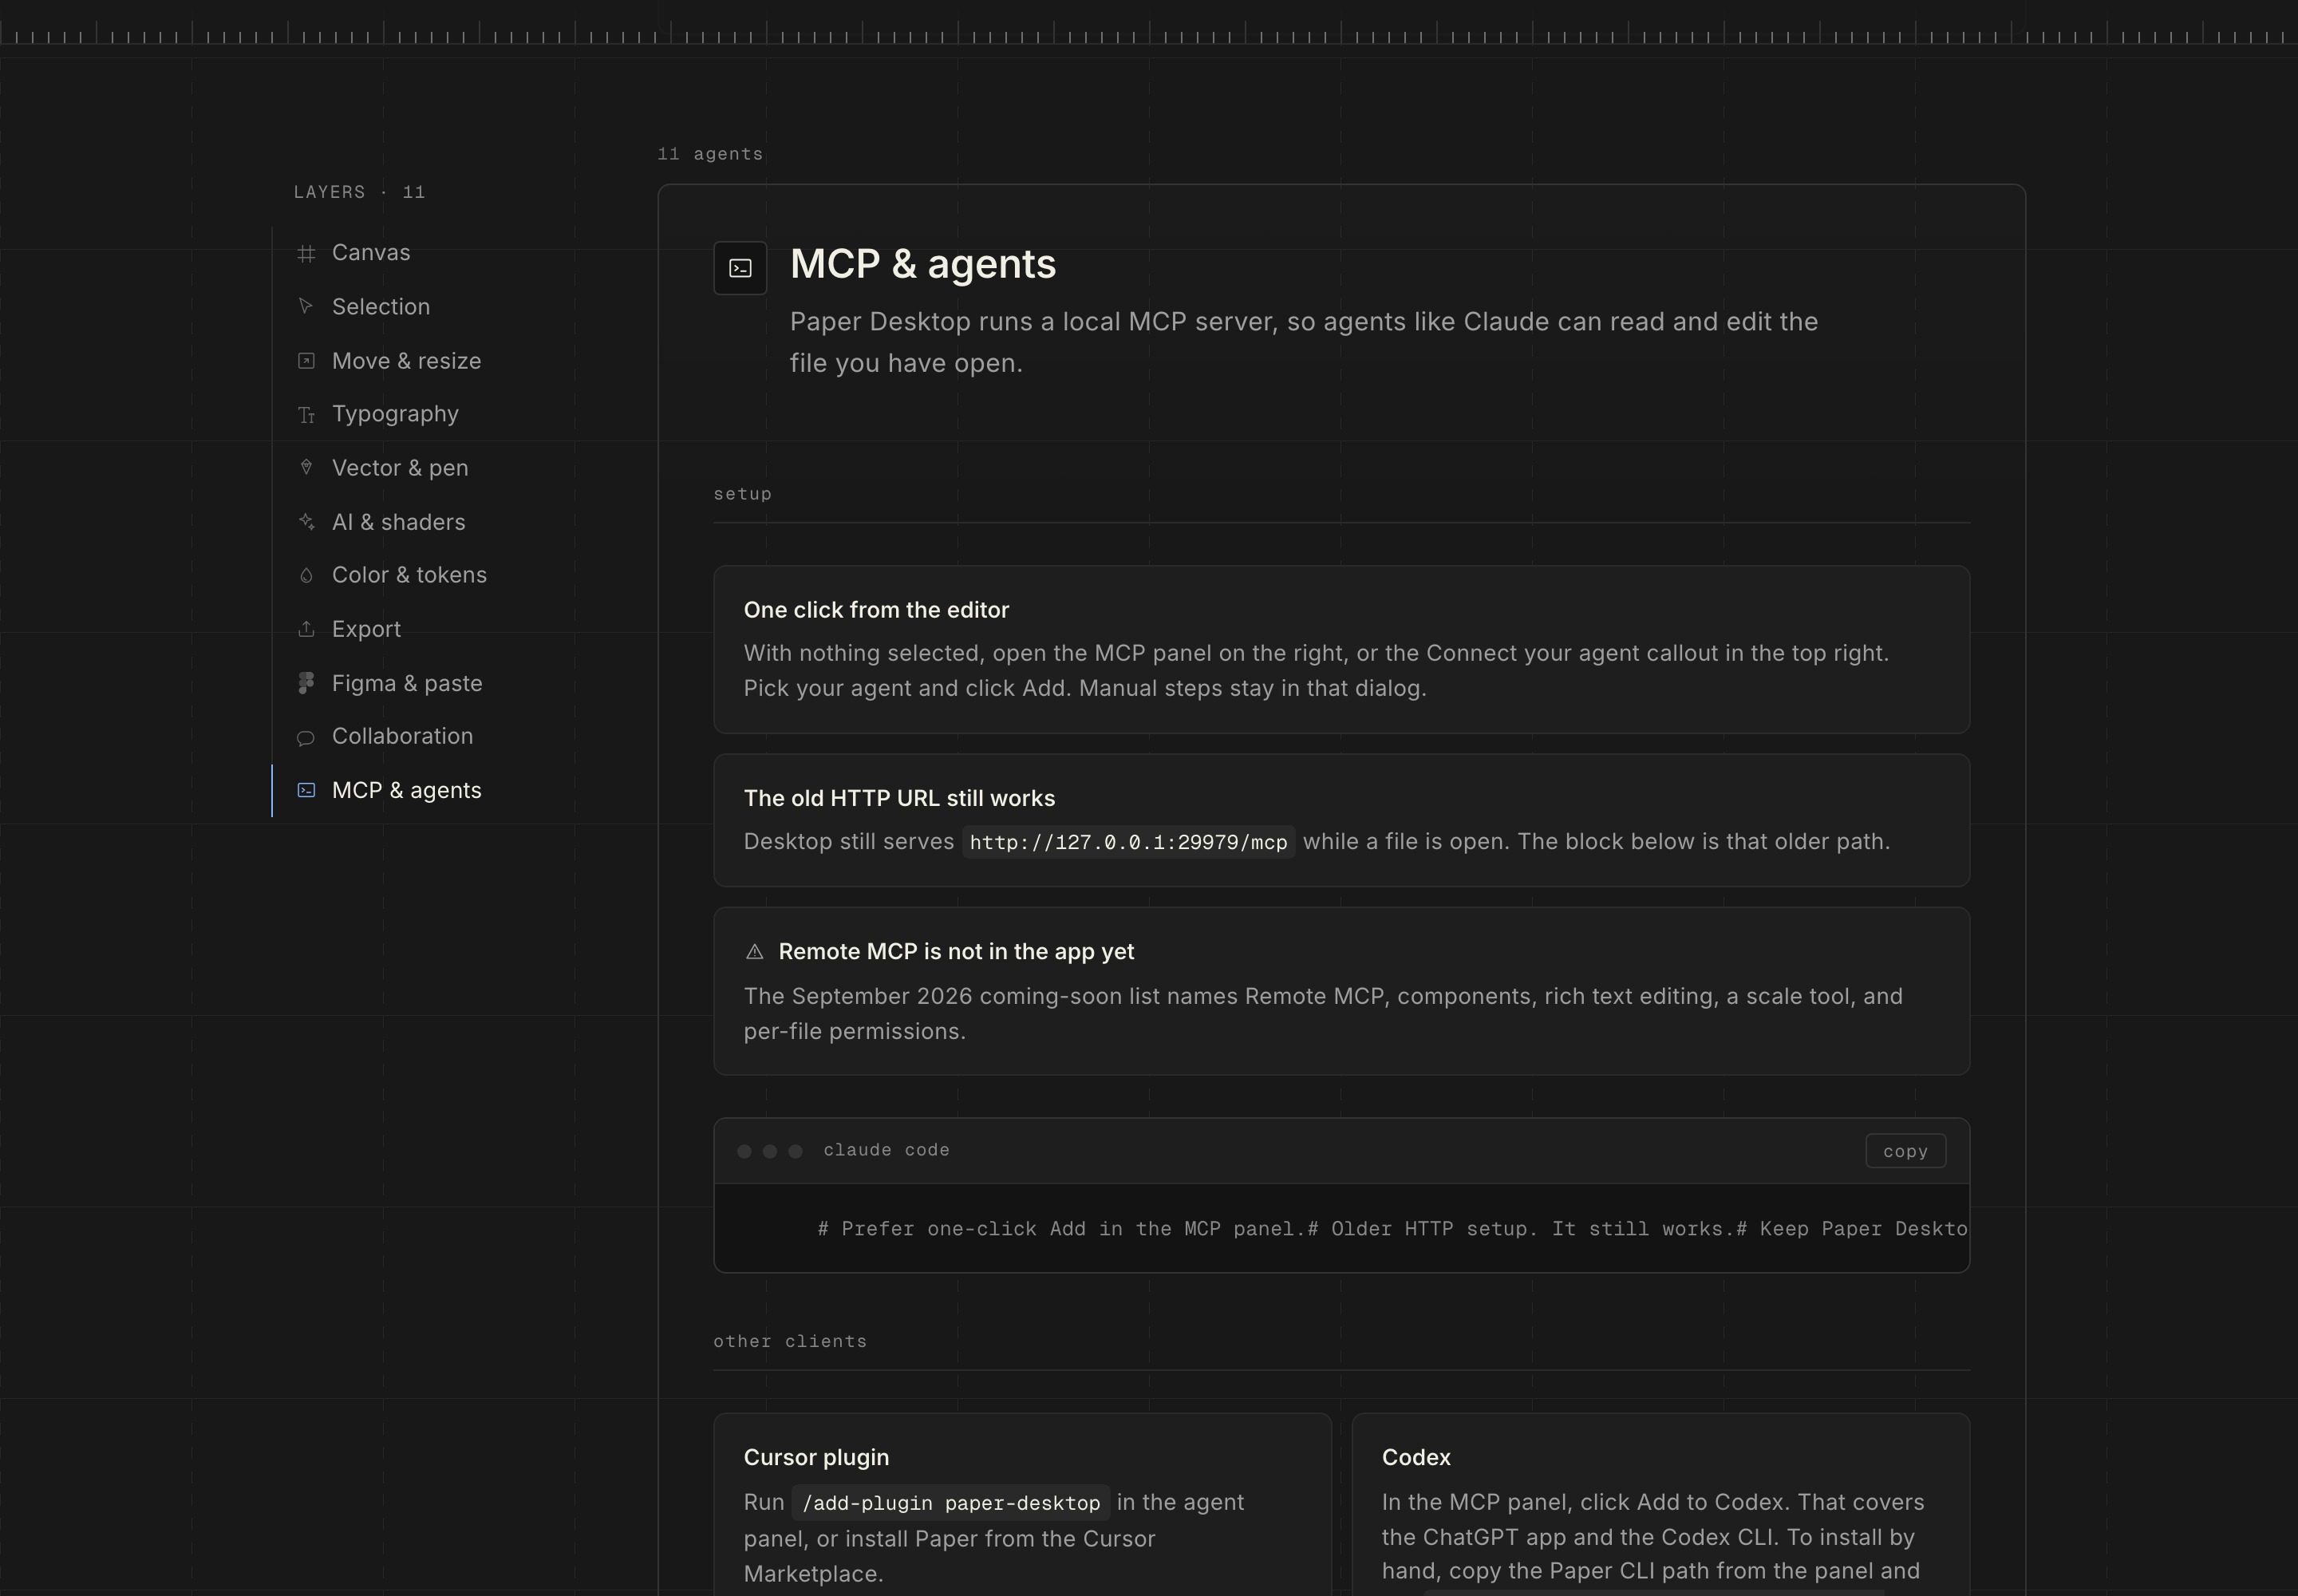 11 agents
LAYERS · 11
Canvas
Selection
Move & resize
Typography
Vector & pen
AI & shaders
Color & tokens
Export
Figma & paste
Collaboration
MCP & agents
MCP & agents
Paper Desktop runs a local MCP server, so agents like Claude can read and edit the
file you have open.
setup
One click from the editor
With nothing selected, open the MCP panel on the right, or the Connect your agent callout in the top right.
Pick your agent and click Add. Manual steps stay in that dialog.
The old HTTP URL still works
Desktop still serves http://127.0.0.1:29979/mcp while a file is open. The block below is that older path.
Remote MCP is not in the app yet
The September 2026 coming-soon list names Remote MCP, components, rich text editing, a scale tool, and
per-file permissions.
claude code
copy
# Prefer one-click Add in the MCP panel.# Older HTTP setup. It still works.# Keep Paper Deskto
other clients
Cursor plugin
Run /add-plugin paper-desktop in the agent
panel, or install Paper from the Cursor
Marketplace.
Codex
In the MCP panel, click Add to Codex. That covers
the ChatGPT app and the Codex CLI. To install by
hand, copy the Paper CLI path from the panel and